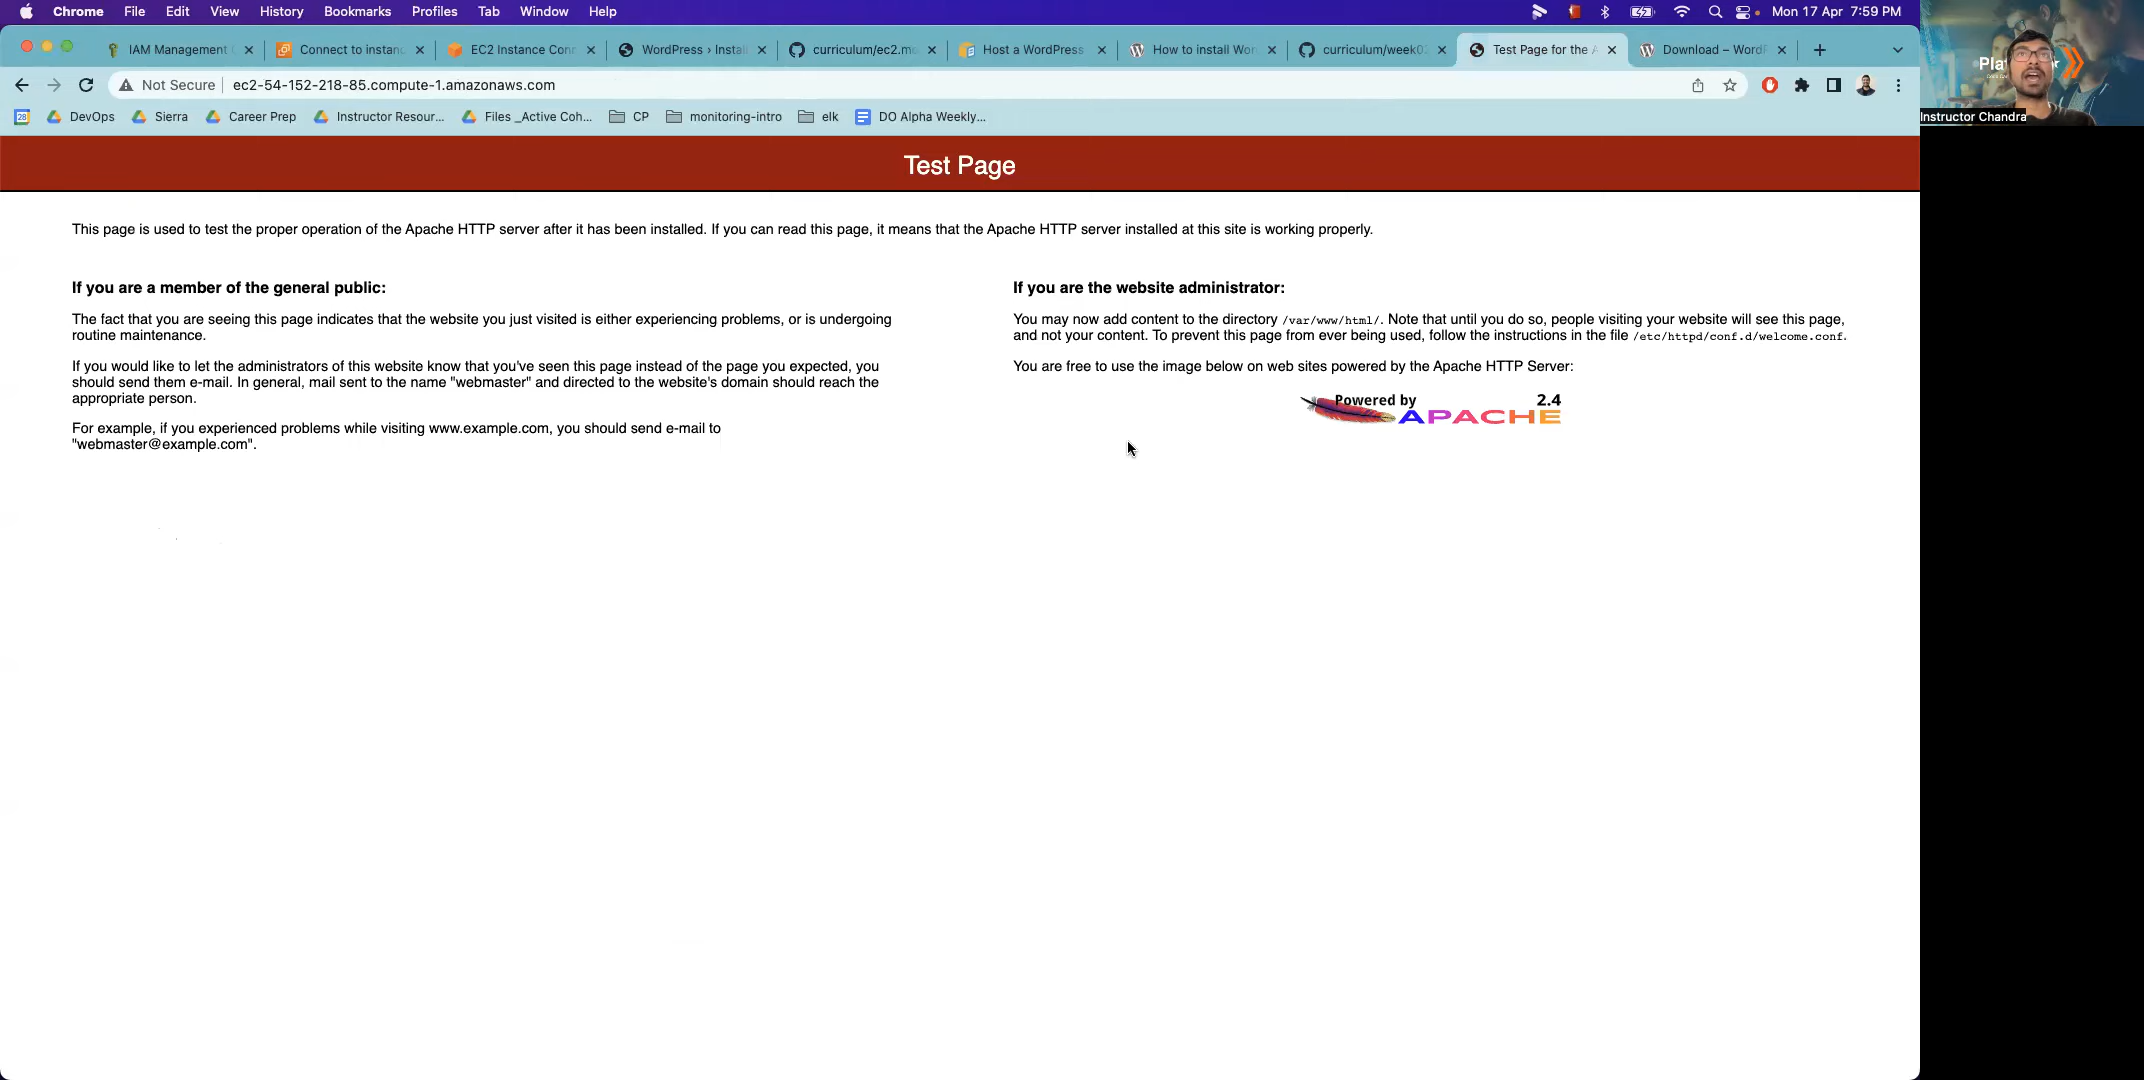 Chrome File Edit View History Bookmarks Profiles Tab Window Help Mon 17 Apr 7:59 PM
IAM Management Connect to instanc EC2 Instance Conn WordPress › Install curriculum/ec2.m Host a WordPress How to install Wor curriculum/week0 Test Page for the A Download – WordP
Not Secure ec2-54-152-218-85.compute-1.amazonaws.com
28 DevOps Sierra Career Prep Instructor Resour... Files _Active Coh... CP monitoring-intro elk DO Alpha Weekly...
Instructor Chandra
Test Page
This page is used to test the proper operation of the Apache HTTP server after it has been installed. If you can read this page, it means that the Apache HTTP server installed at this site is working properly.
If you are a member of the general public:
The fact that you are seeing this page indicates that the website you just visited is either experiencing problems, or is undergoing
routine maintenance.
If you would like to let the administrators of this website know that you've seen this page instead of the page you expected, you
should send them e-mail. In general, mail sent to the name "webmaster" and directed to the website's domain should reach the
appropriate person.
For example, if you experienced problems while visiting www.example.com, you should send e-mail to
"webmaster@example.com".
If you are the website administrator:
You may now add content to the directory /var/www/html/. Note that until you do so, people visiting your website will see this page,
and not your content. To prevent this page from ever being used, follow the instructions in the file /etc/httpd/conf.d/welcome.conf.
You are free to use the image below on web sites powered by the Apache HTTP Server:
Powered by 2.4
APACHE